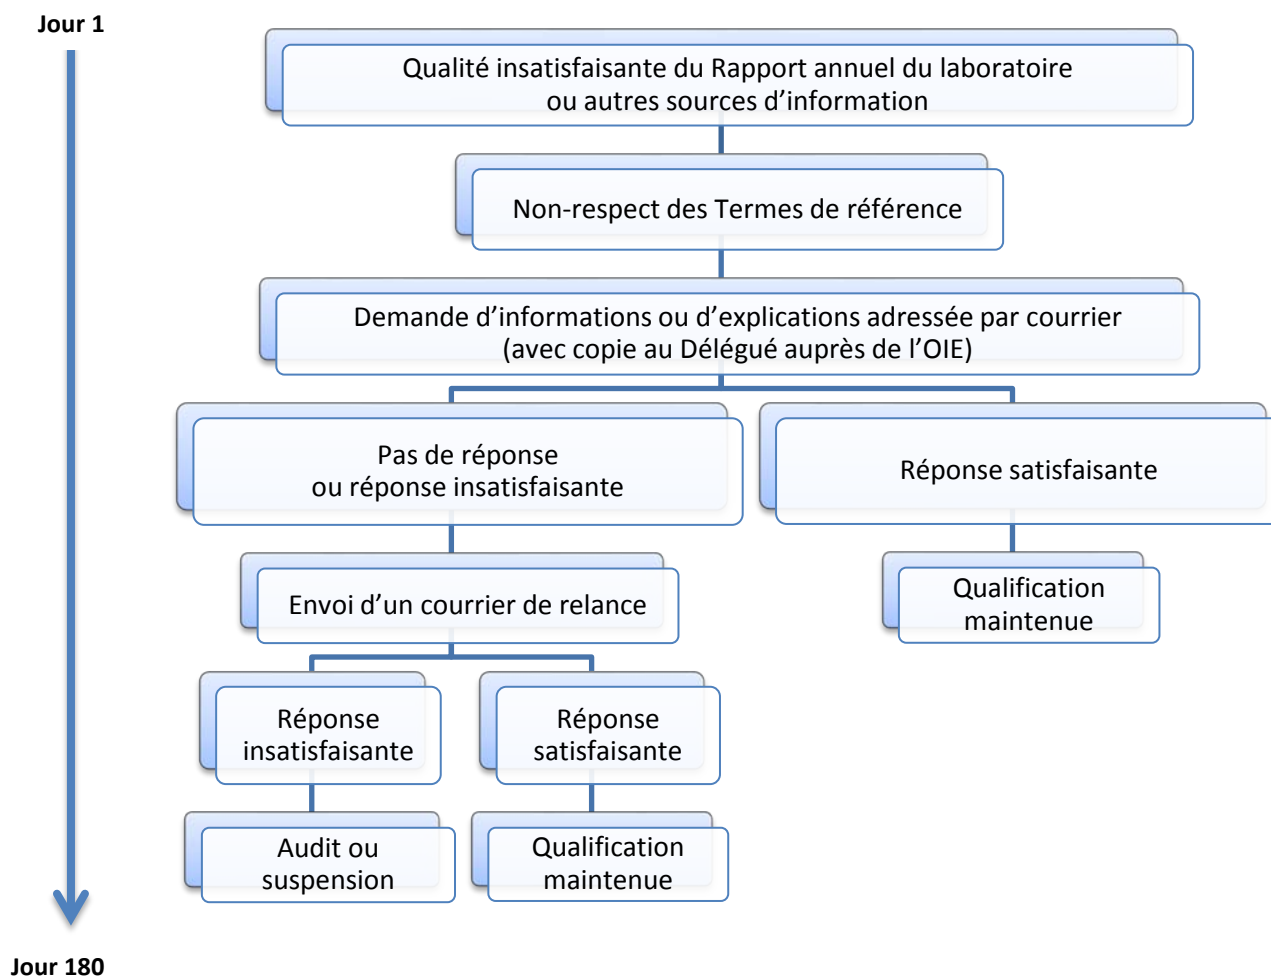 Jour 1
Qualité insatisfaisante du Rapport annuel du laboratoire
ou autres sources d’information
Non-respect des Termes de référence
Demande d’informations ou d’explications adressée par courrier
(avec copie au Délégué auprès de l’OIE)
Pas de réponse
ou réponse insatisfaisante
Réponse satisfaisante
Envoi d’un courrier de relance
Qualification
maintenue
Réponse
insatisfaisante
Réponse
satisfaisante
Audit ou
suspension
Qualification
maintenue
Jour 180